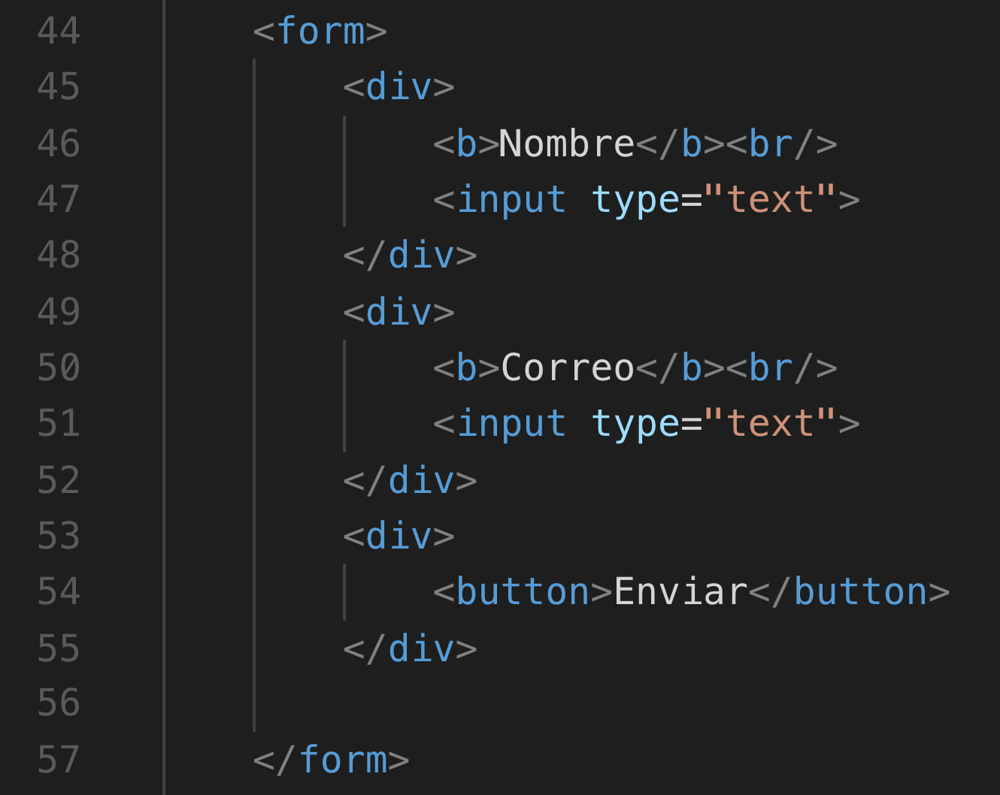 44 <form>
45 <div>
46 <b>Nombre</b><br/>
47 <input type="text">
48 </div>
49 <div>
50 <b>Correo</b><br/>
51 <input type="text">
52 </div>
53 <div>
54 <button>Enviar</button>
55 </div>
56
57 </form>